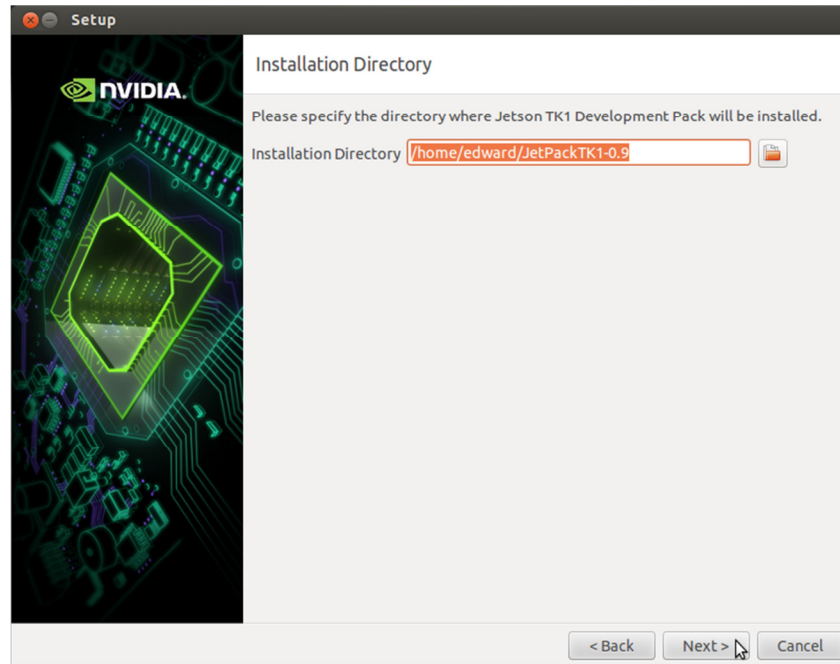 Setup
NVIDIA.
Installation Directory
Please specify the directory where Jetson TK1 Development Pack will be installed.
Installation Directory /home/edward/JetPackTK1-0.9
< Back Next > Cancel